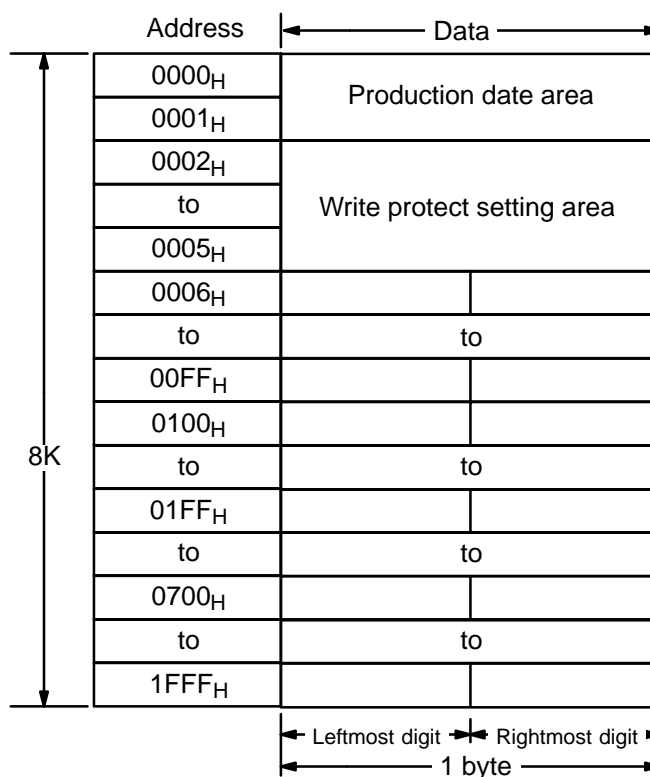 Address Data
0000H
Production date area
0001H
0002H
to
Write protect setting area
0005H
0006H
to to
00FFH
0100H
8K
to to
01FFH
to to
0700H
to to
1FFFH
Leftmost digit Rightmost digit
1 byte